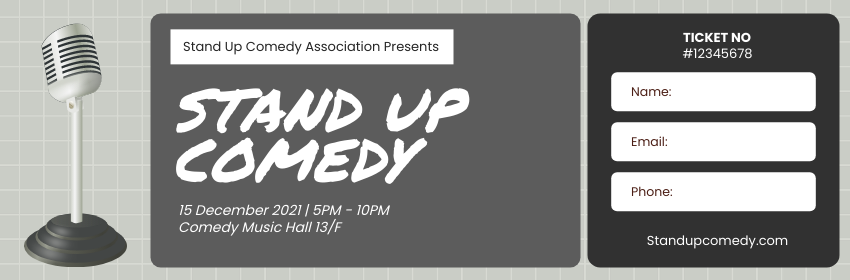 Stand Up Comedy Association Presents
STAND UP
COMEDY
15 December 2021 | 5PM - 10PM
Comedy Music Hall 13/F
TICKET NO
#12345678
Name:
Email:
Phone:
Standupcomedy.com